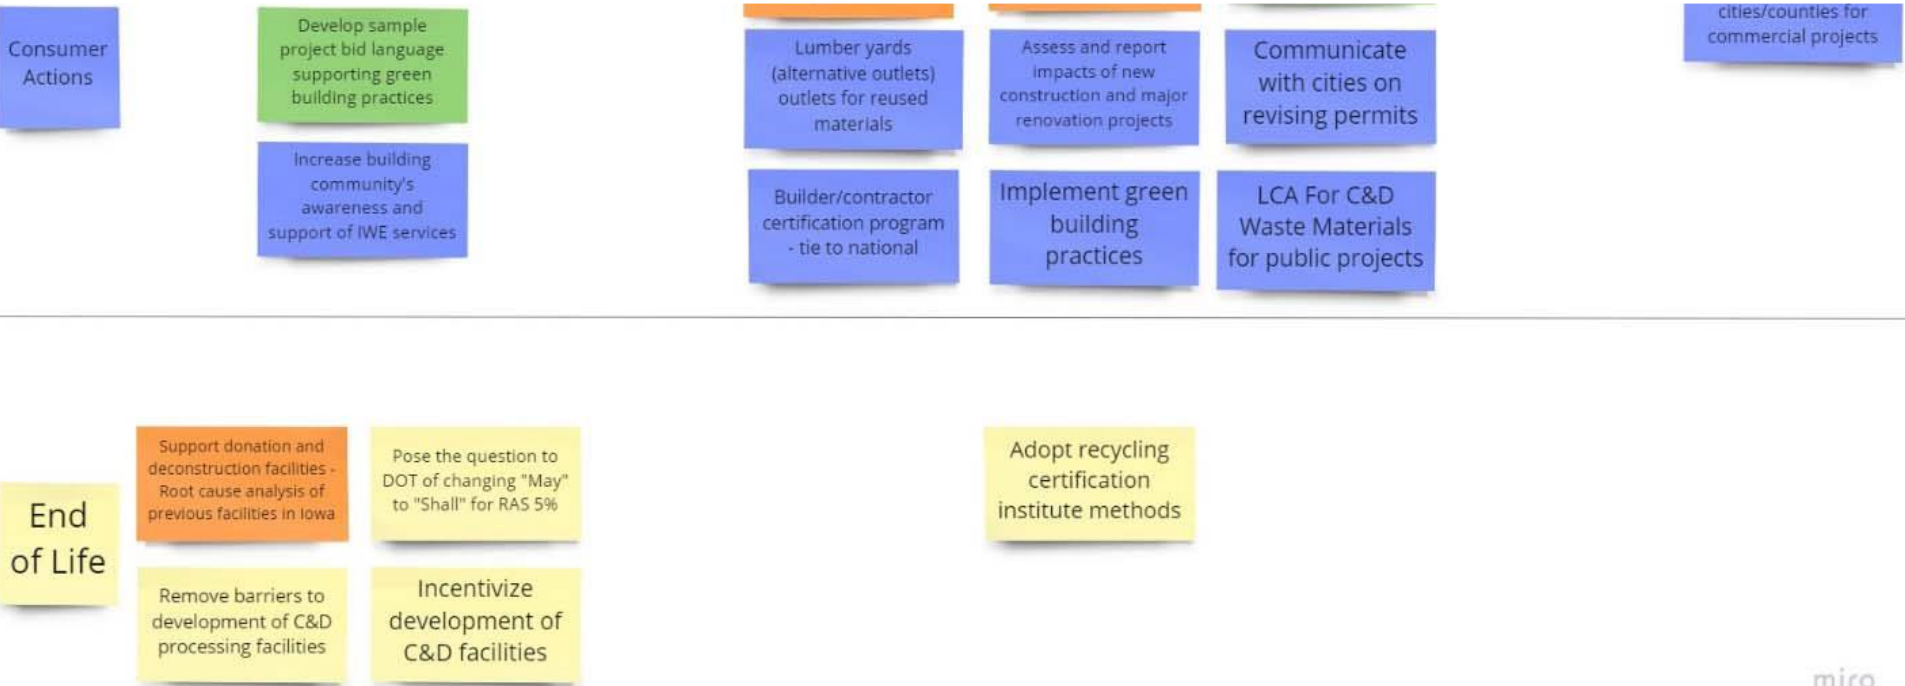 Consumer
Actions
Develop sample
project bid language
supporting green
building practices
Increase building
community's
awareness and
support of IWE services
Lumber yards
(alternative outlets)
outlets for reused
materials
Builder/contractor
certification program
- tie to national
Assess and report
impacts of new
construction and major
renovation projects
Implement green
building
practices
Communicate
with cities on
revising permits
LCA For C&D
Waste Materials
for public projects
cities/counties for
commercial projects
End
of Life
Support donation and
deconstruction facilities -
Root cause analysis of
previous facilities in Iowa
Remove barriers to
development of C&D
processing facilities
Pose the question to
DOT of changing "May"
to "Shall" for RAS 5%
Incentivize
development of
C&D facilities
Adopt recycling
certification
institute methods
miro